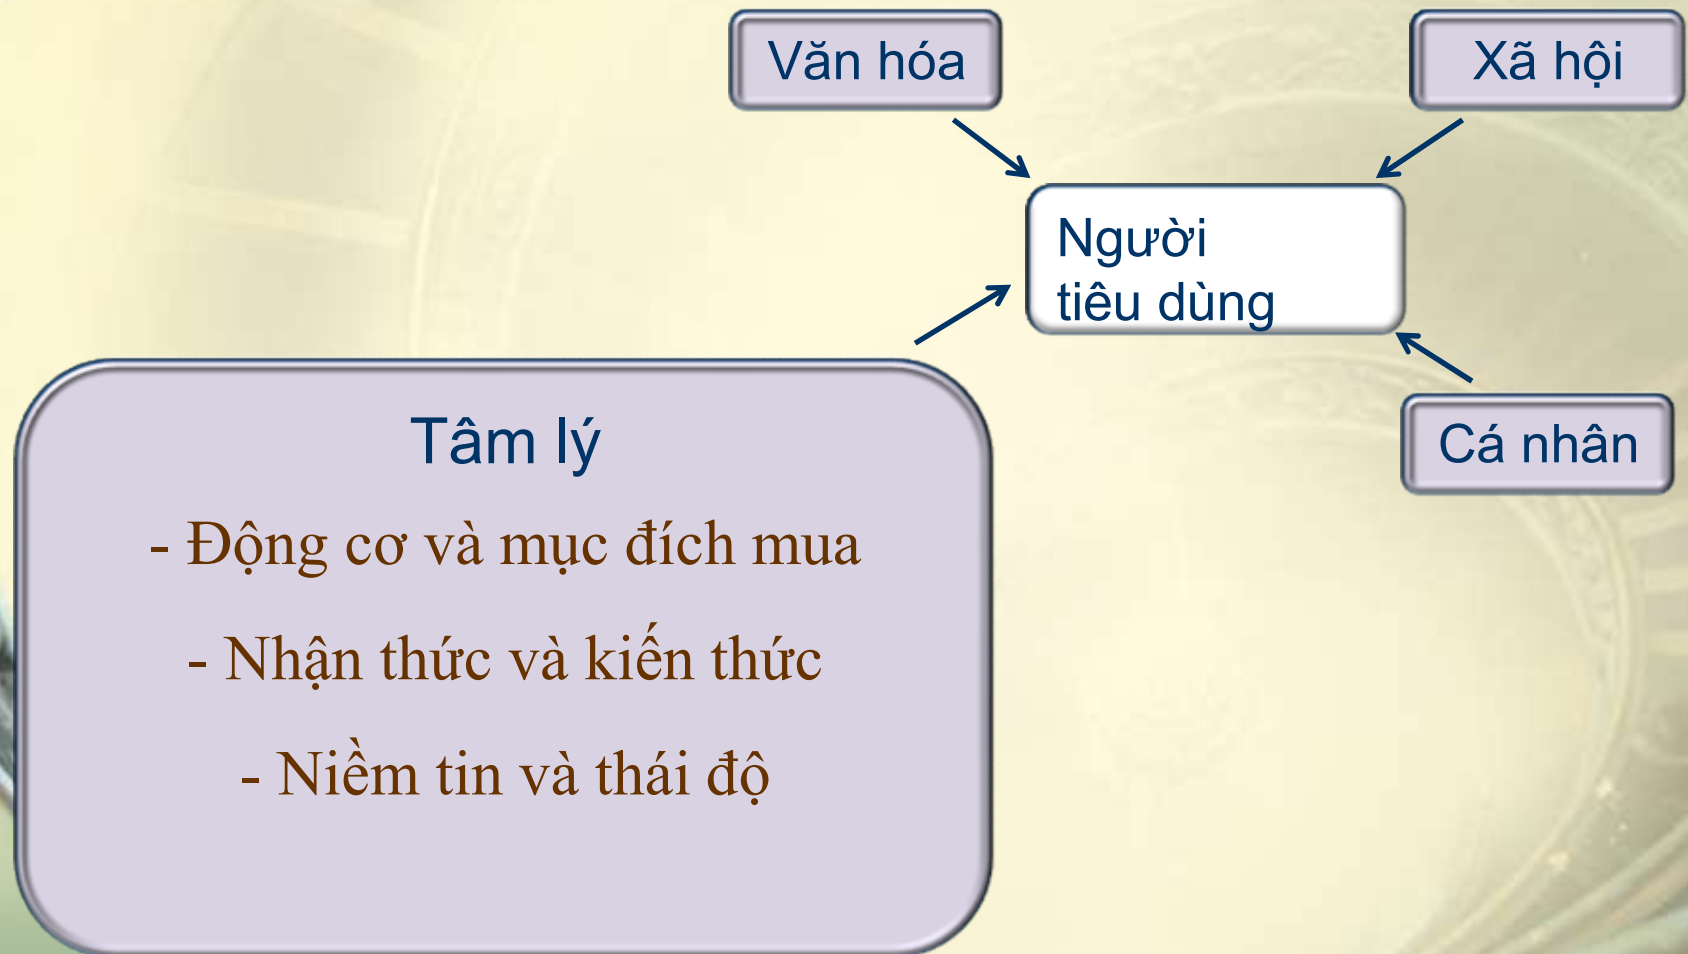 Văn hóa
Xã hội
Người
tiêu dùng
Cá nhân
Tâm lý
- Động cơ và mục đích mua
- Nhận thức và kiến thức
- Niềm tin và thái độ